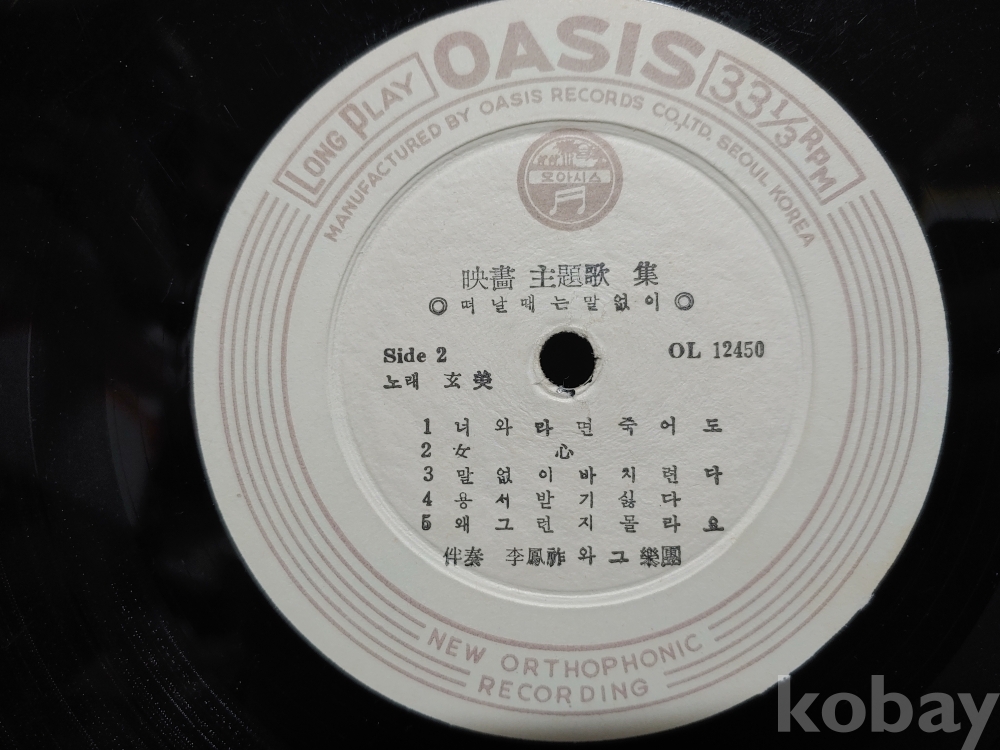 OASIS
LONG PLAY
33 1/3 RPM
MANUFACTURED BY OASIS RECORDS CO., LTD. SEOUL KOREA
오아시스
映畵 主題歌 集
◎ 떠날때는말없이 ◎
Side 2
OL 12450
노래 玄美
1 너와라면죽어도
2 女心
3 말없이바치련다
4 용서받기싫다
5 왜그런지몰라요
伴奏 李鳳祚와 그 樂團
NEW ORTHOPHONIC
RECORDING
kobay